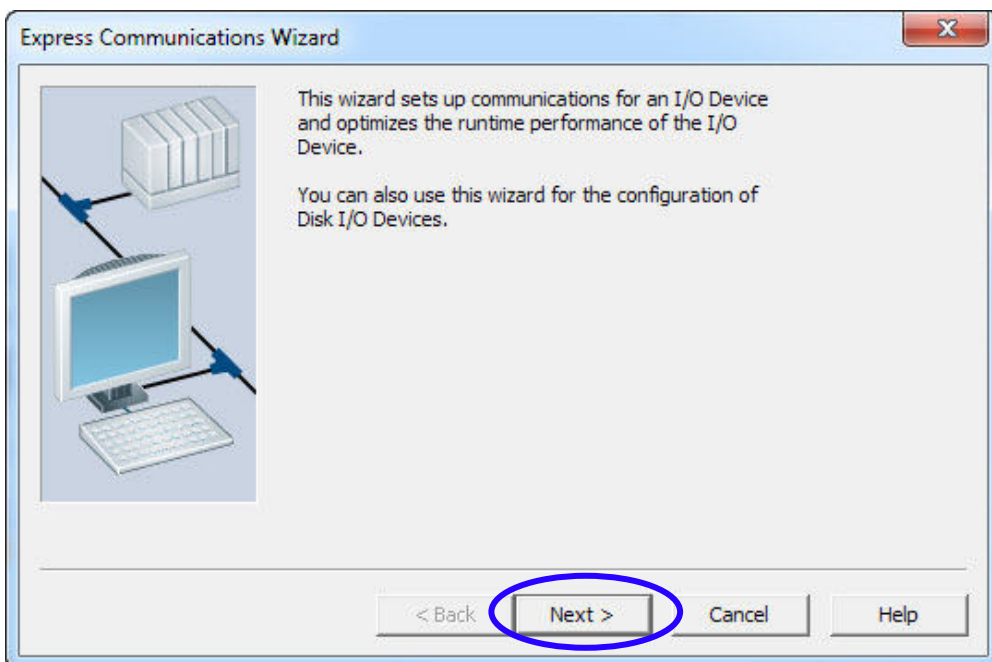 Express Communications Wizard
This wizard sets up communications for an I/O Device
and optimizes the runtime performance of the I/O
Device.
You can also use this wizard for the configuration of
Disk I/O Devices.
< Back
Next >
Cancel
Help